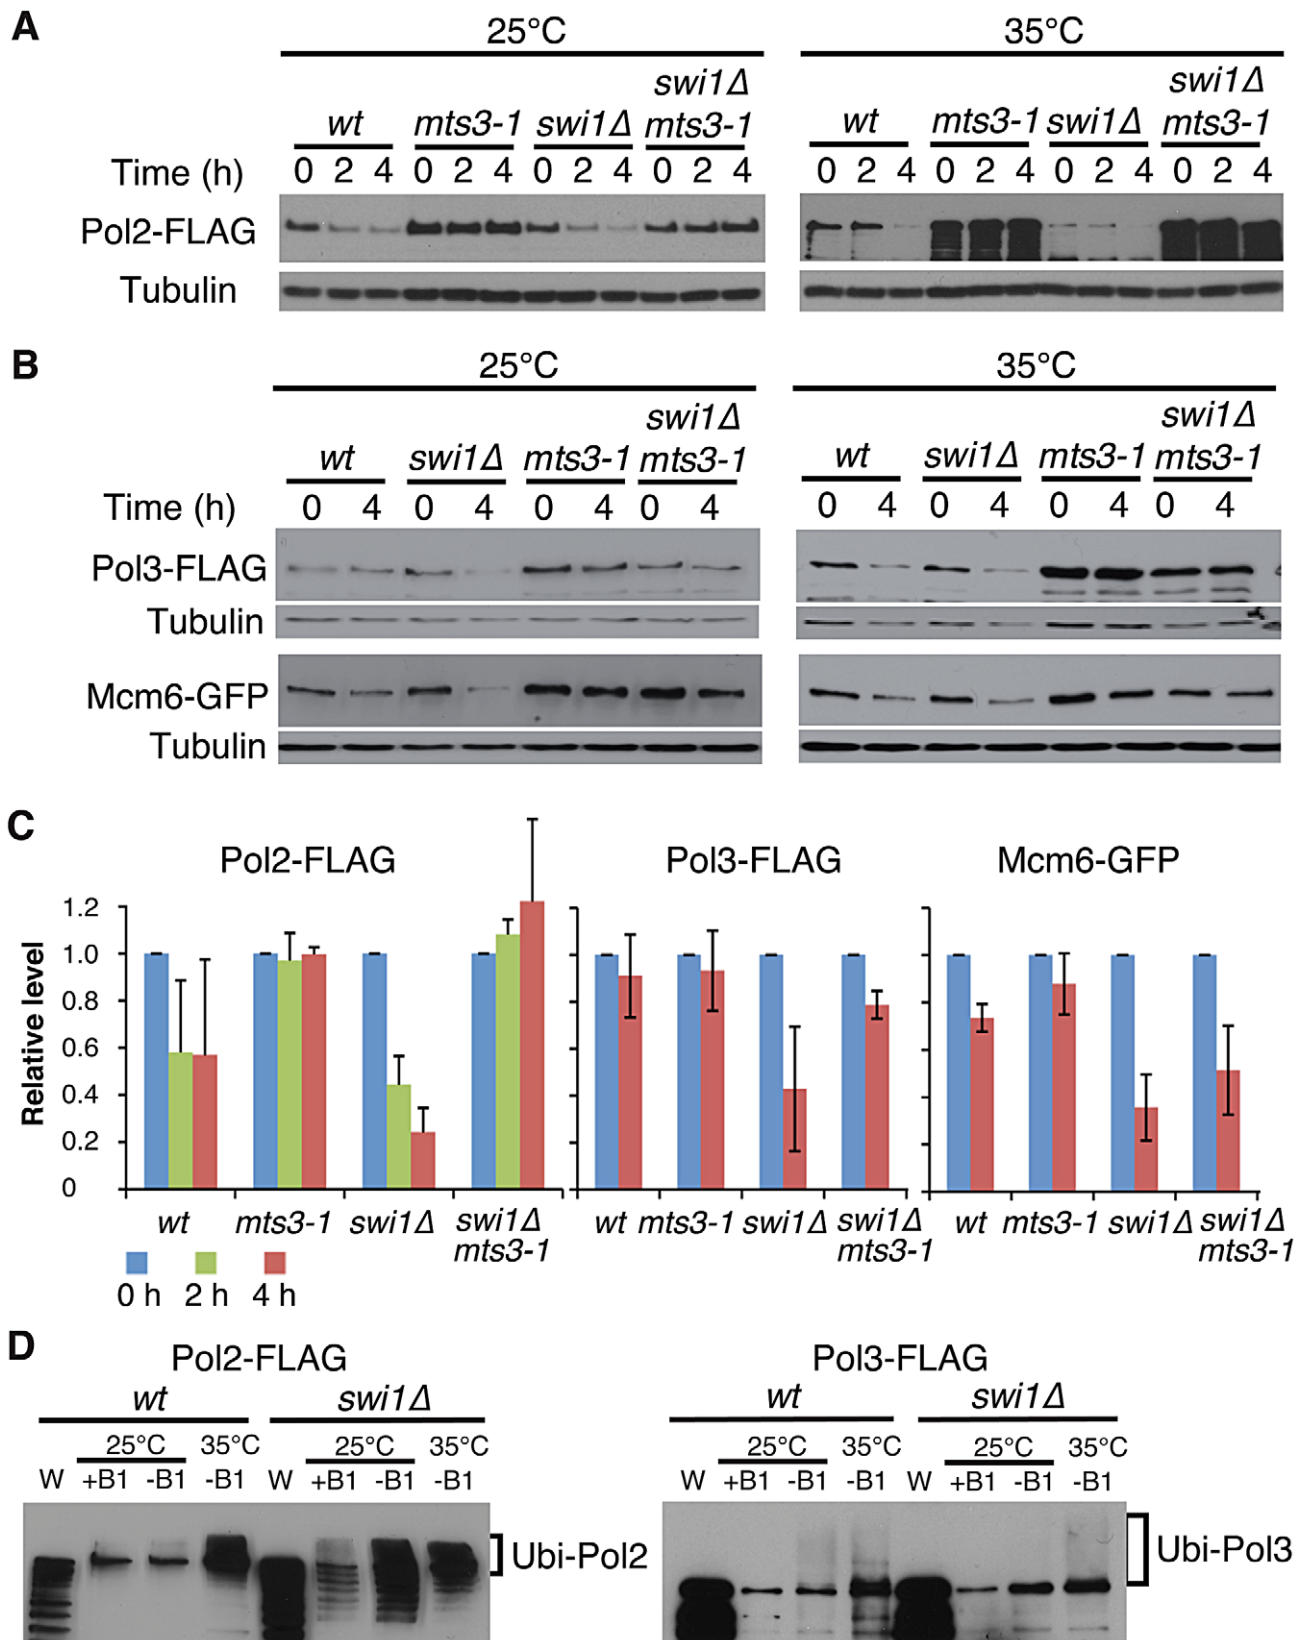 A
25°C
35°C
swi1Δ
swi1Δ
wt mts3-1 swi1Δ mts3-1
wt mts3-1 swi1Δ mts3-1
Time (h) 0 2 4 0 2 4 0 2 4 0 2 4
0 2 4 0 2 4 0 2 4 0 2 4
Pol2-FLAG
Tubulin
B
25°C
35°C
swi1Δ
swi1Δ
wt swi1Δ mts3-1 mts3-1
wt swi1Δ mts3-1 mts3-1
Time (h) 0 4 0 4 0 4 0 4
0 4 0 4 0 4 0 4
Pol3-FLAG
Tubulin
Mcm6-GFP
Tubulin
C
Pol2-FLAG
Pol3-FLAG
Mcm6-GFP
Relative level
1.2
1.0
0.8
0.6
0.4
0.2
0
wt mts3-1 swi1Δ swi1Δ
mts3-1
wt mts3-1 swi1Δ swi1Δ
mts3-1
wt mts3-1 swi1Δ swi1Δ
mts3-1
0 h 2 h 4 h
D
Pol2-FLAG
wt swi1Δ
25°C 35°C 25°C 35°C
W +B1 -B1 -B1 W +B1 -B1 -B1
Ubi-Pol2
Pol3-FLAG
wt swi1Δ
25°C 35°C 25°C 35°C
W +B1 -B1 -B1 W +B1 -B1 -B1
Ubi-Pol3